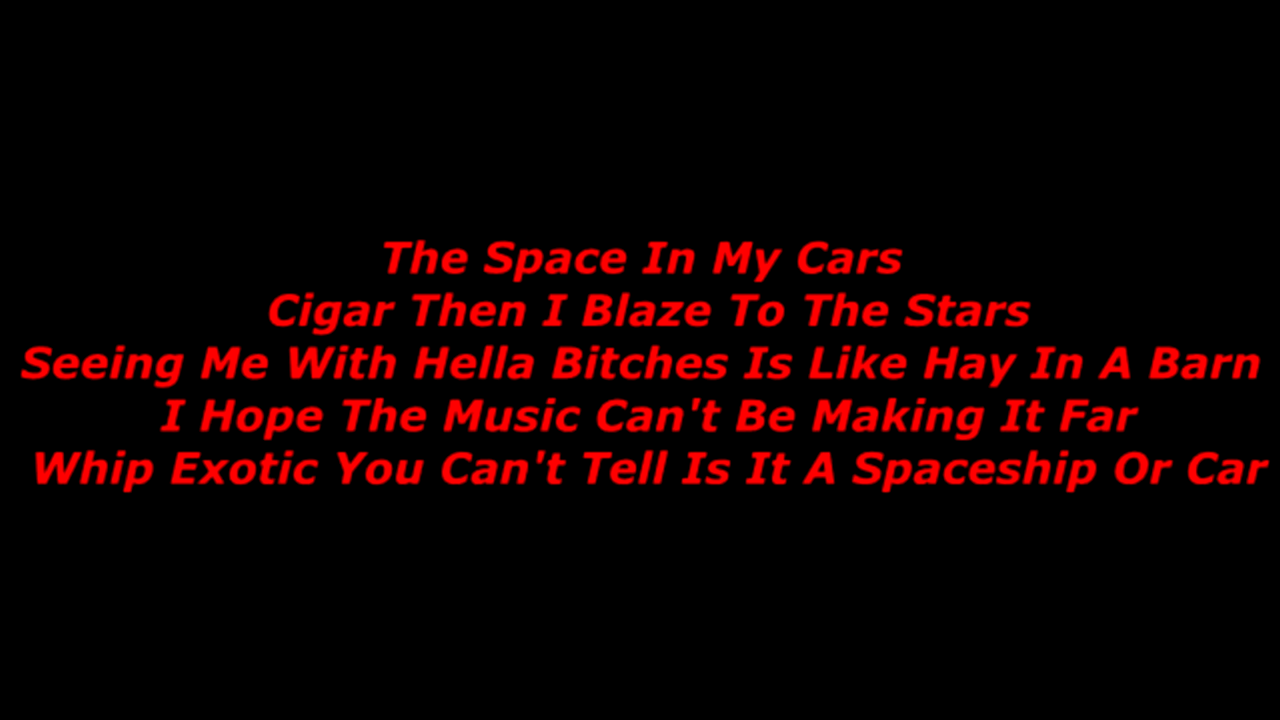 The Space In My Cars
Cigar Then I Blaze To The Stars
Seeing Me With Hella Bitches Is Like Hay In A Barn
I Hope The Music Can't Be Making It Far
Whip Exotic You Can't Tell Is It A Spaceship Or Car